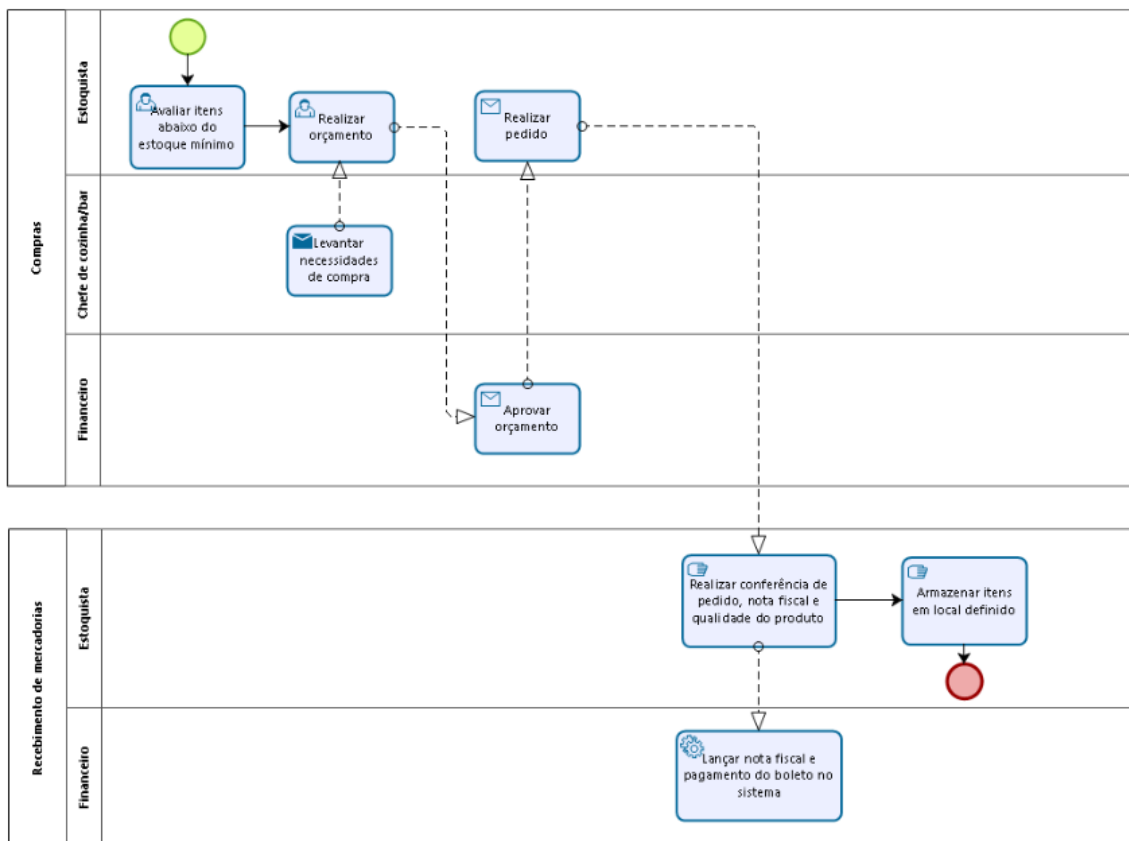 Compras
Estoquista
Avaliar itens
abaixo do
estoque mínimo
Realizar
orçamento
Realizar
pedido
Chefe de cozinha/bar
Levantar
necessidades
de compra
Financeiro
Aprovar
orçamento
Recebimento de mercadorias
Estoquista
Realizar conferência de
pedido, nota fiscal e
qualidade do produto
Armazenar itens
em local definido
Financeiro
Lançar nota fiscal e
pagamento do boleto no
sistema